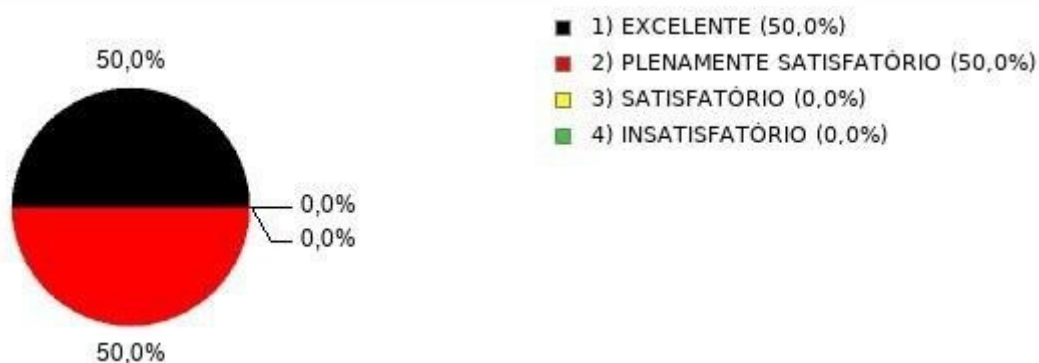 50,0%
0,0%
0,0%
50,0%
1) EXCELENTE (50,0%)
2) PLENAMENTE SATISFATÓRIO (50,0%)
3) SATISFATÓRIO (0,0%)
4) INSATISFATÓRIO (0,0%)